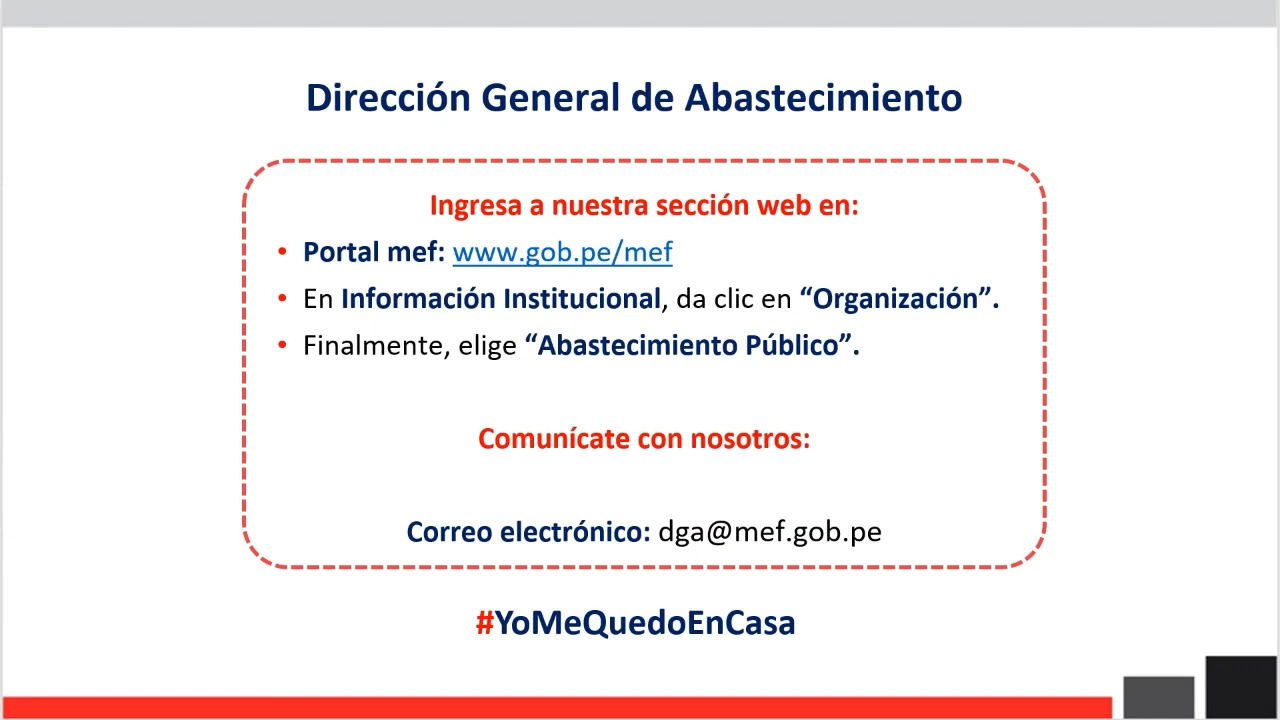 Dirección General de Abastecimiento
Ingresa a nuestra sección web en:
• Portal mef: www.gob.pe/mef
• En Información Institucional, da clic en “Organización”.
• Finalmente, elige “Abastecimiento Público”.
Comunícate con nosotros:
Correo electrónico: dga@mef.gob.pe
#YoMeQuedoEnCasa